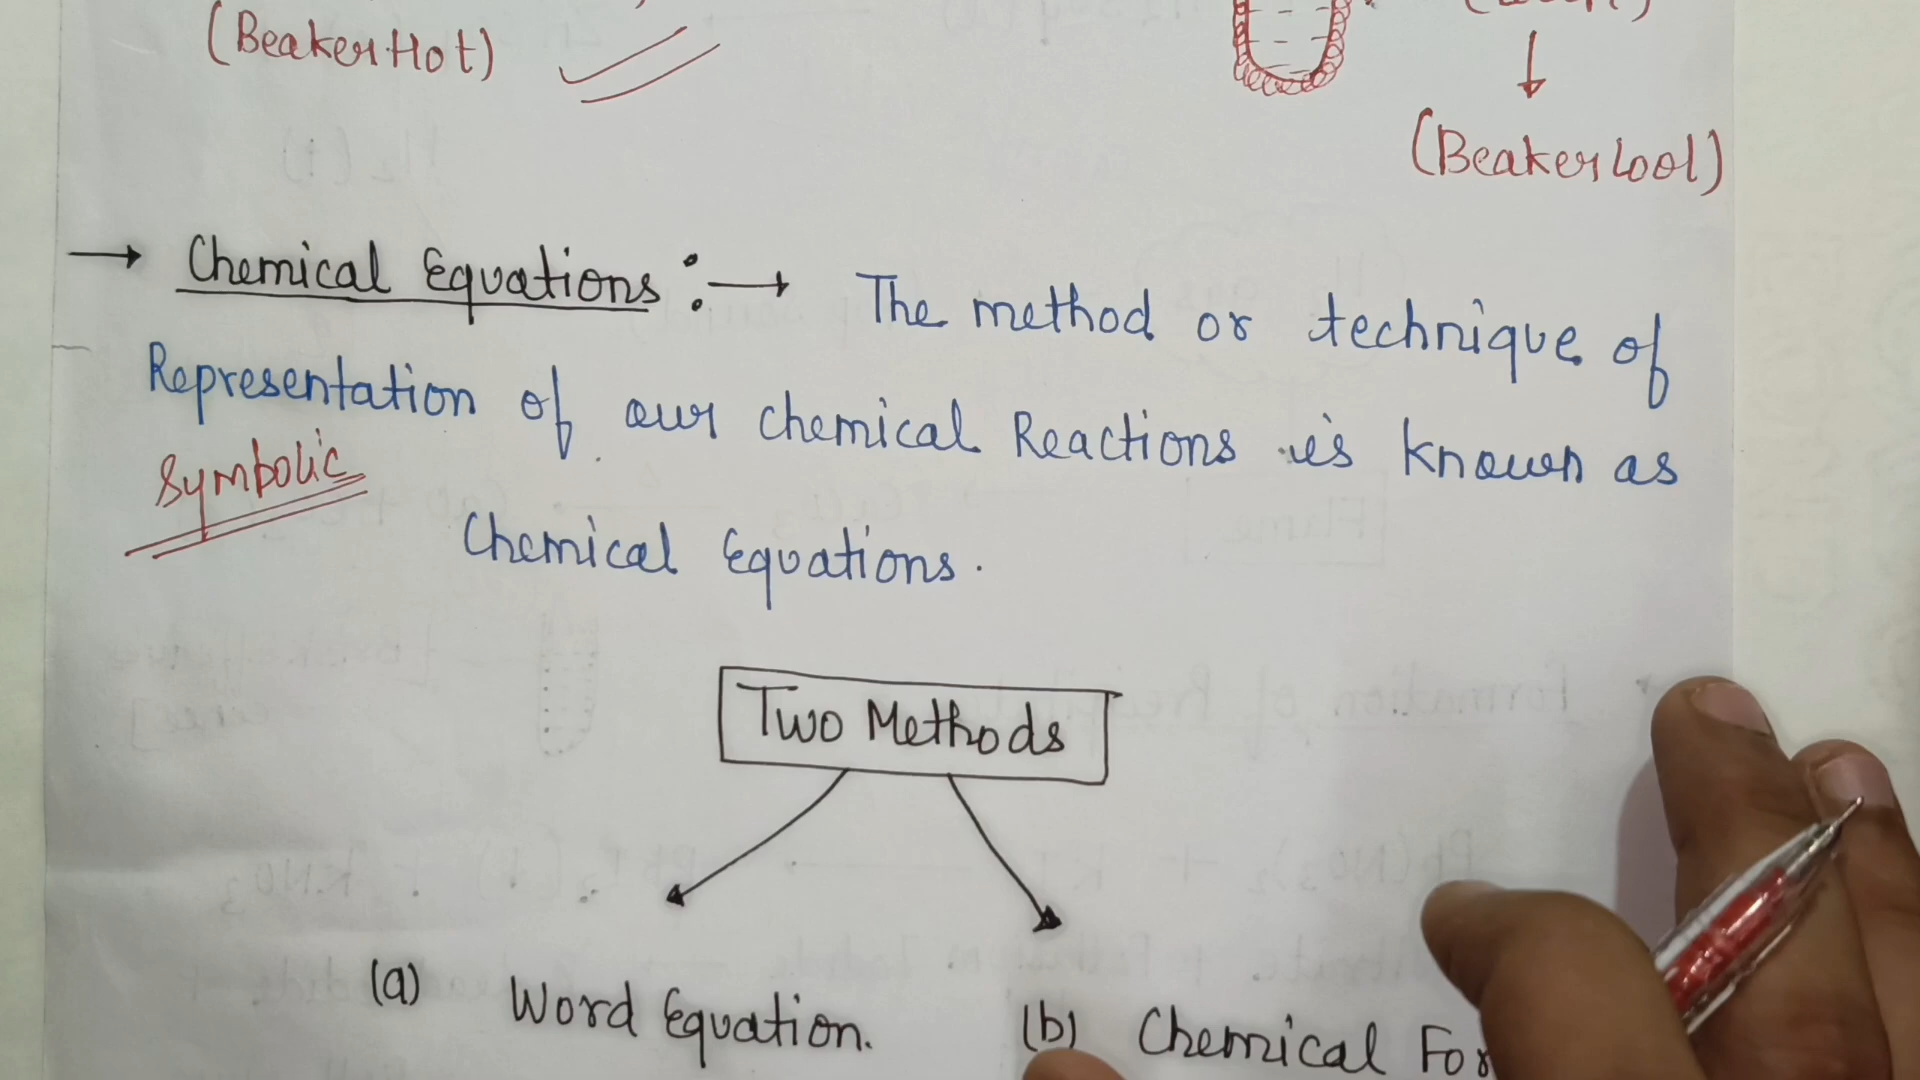 (Beaker Hot)
(Beaker Cool)
→ Chemical Equations :→ The method or technique of
Representation of our chemical Reactions is known as
Symbolic
Chemical Equations.
Two Methods
(a) Word Equation.
(b) Chemical For